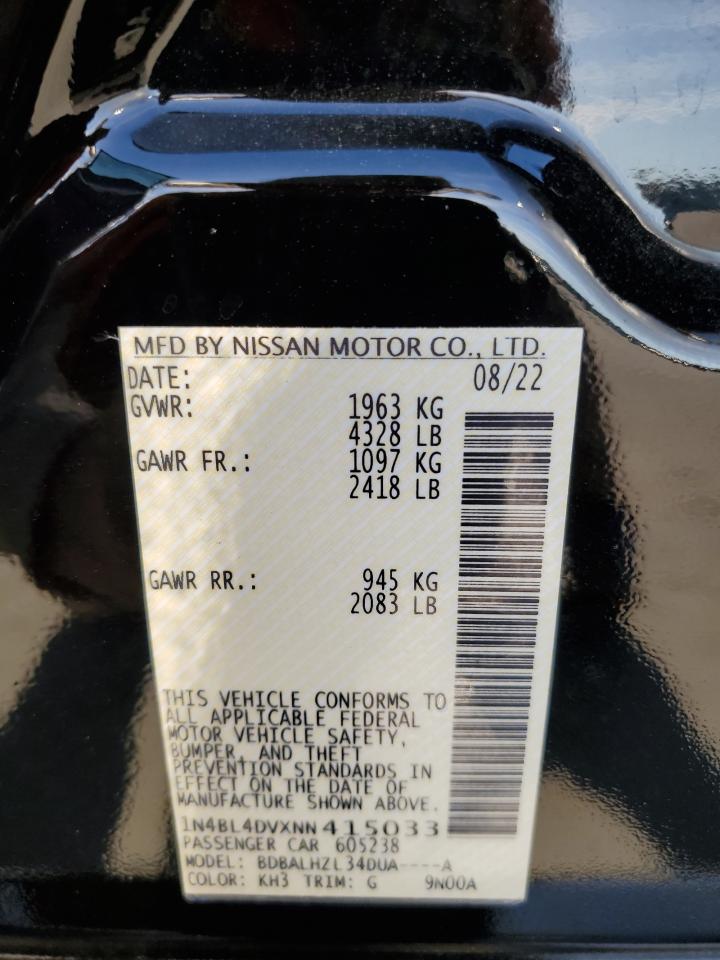 MFD BY NISSAN MOTOR CO., LTD.
DATE: 08/22
GVWR: 1963 KG
4328 LB
GAWR FR.: 1097 KG
2418 LB
GAWR RR.: 945 KG
2083 LB
THIS VEHICLE CONFORMS TO
ALL APPLICABLE FEDERAL
MOTOR VEHICLE SAFETY,
BUMPER, AND THEFT
PREVENTION STANDARDS IN
EFFECT ON THE DATE OF
MANUFACTURE SHOWN ABOVE.
1N4BL4DVXNN415033
PASSENGER CAR 605238
MODEL: BDBALHZL34DUA----A
COLOR: KH3 TRIM: G 9N00A